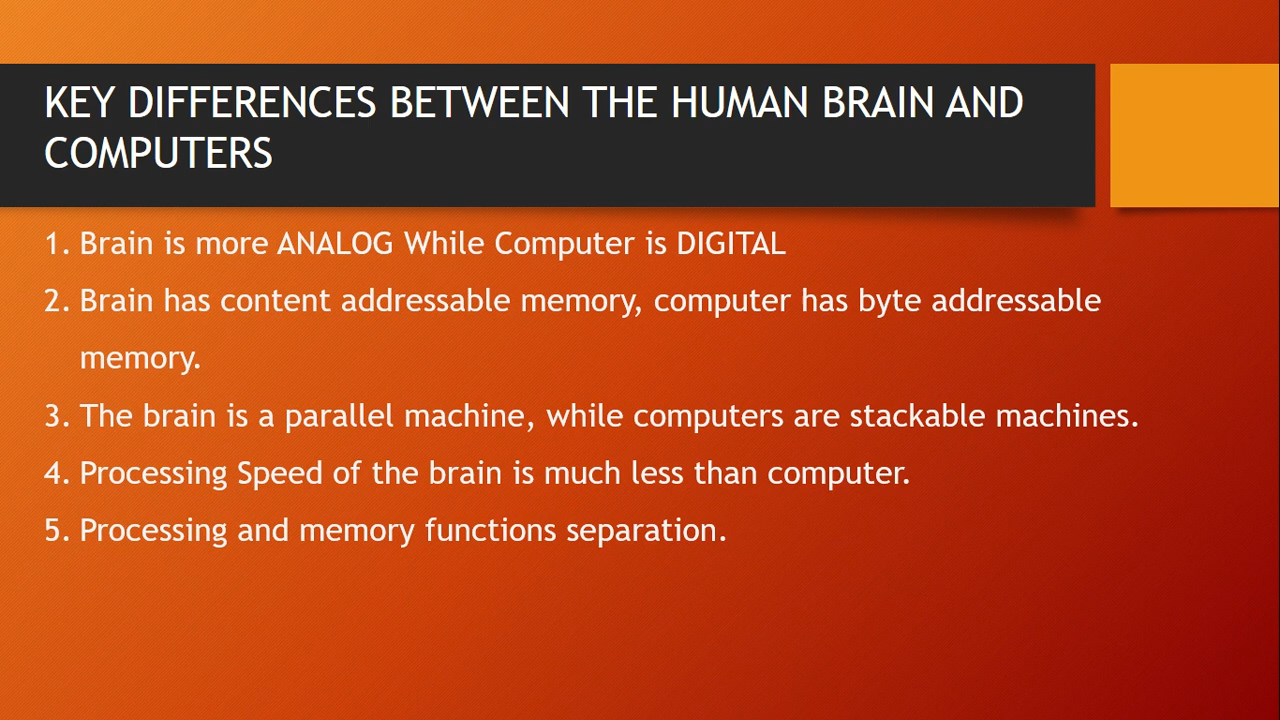 KEY DIFFERENCES BETWEEN THE HUMAN BRAIN AND
COMPUTERS
1. Brain is more ANALOG While Computer is DIGITAL
2. Brain has content addressable memory, computer has byte addressable
memory.
3. The brain is a parallel machine, while computers are stackable machines.
4. Processing Speed of the brain is much less than computer.
5. Processing and memory functions separation.